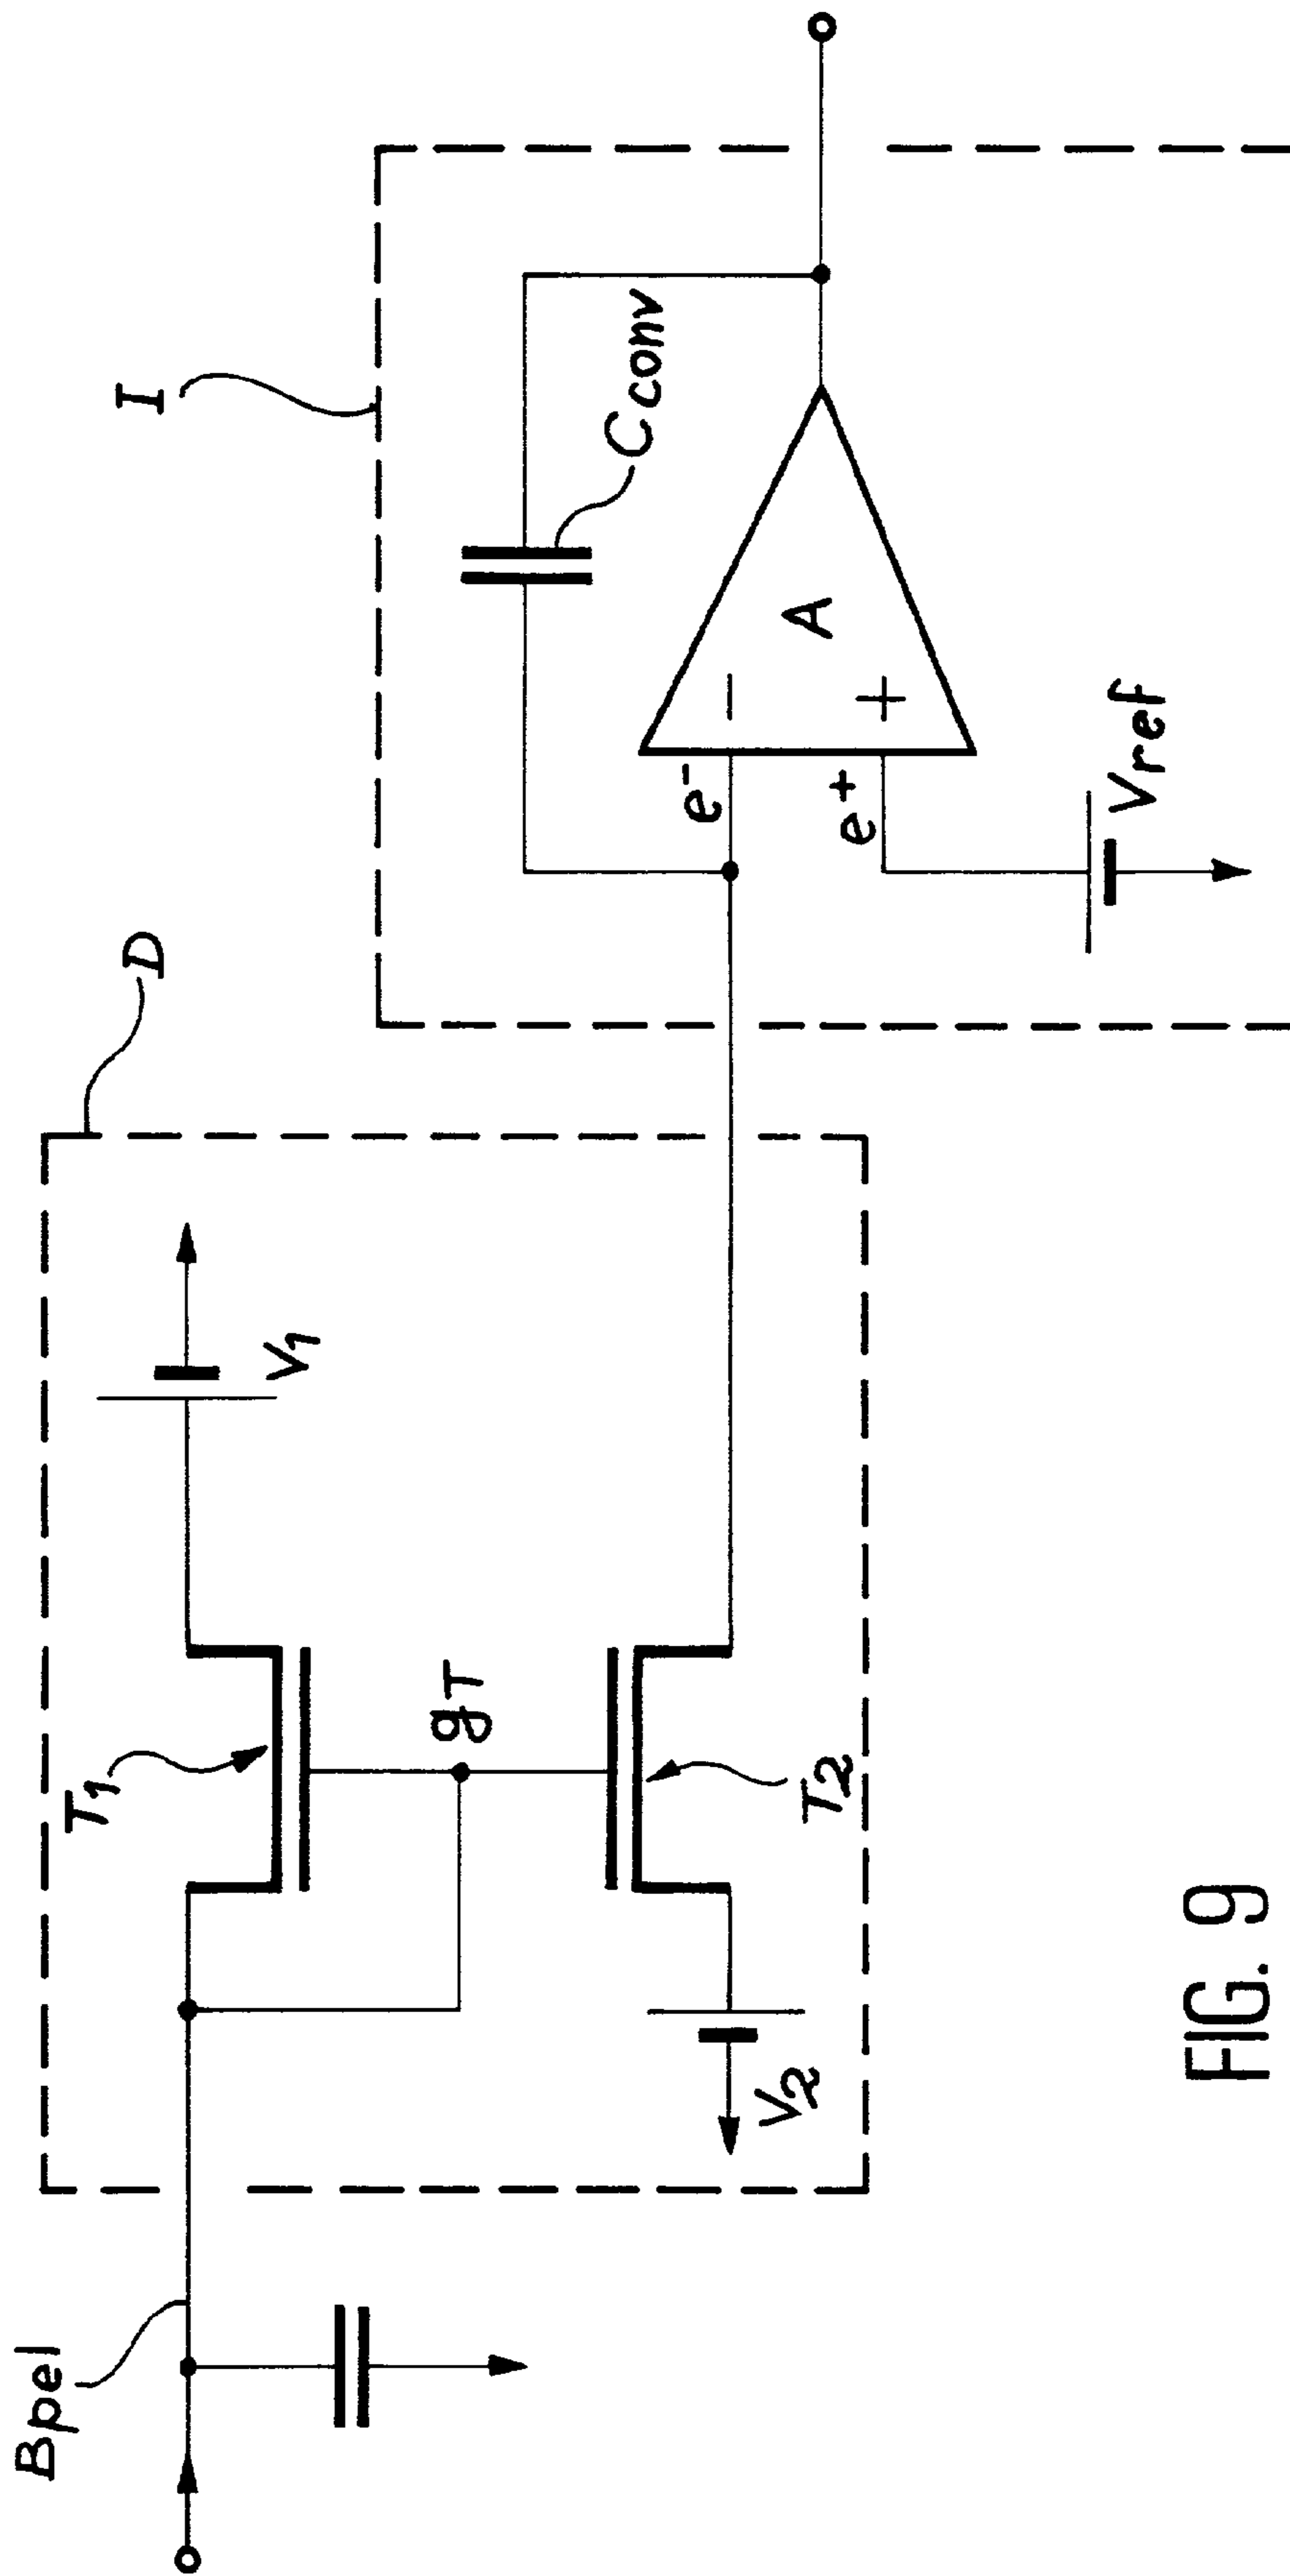 Bpel
D
I
T1
V1
gT
T2
V2
Cconv
A
e-
e+
−
+
Vref
FIG. 9